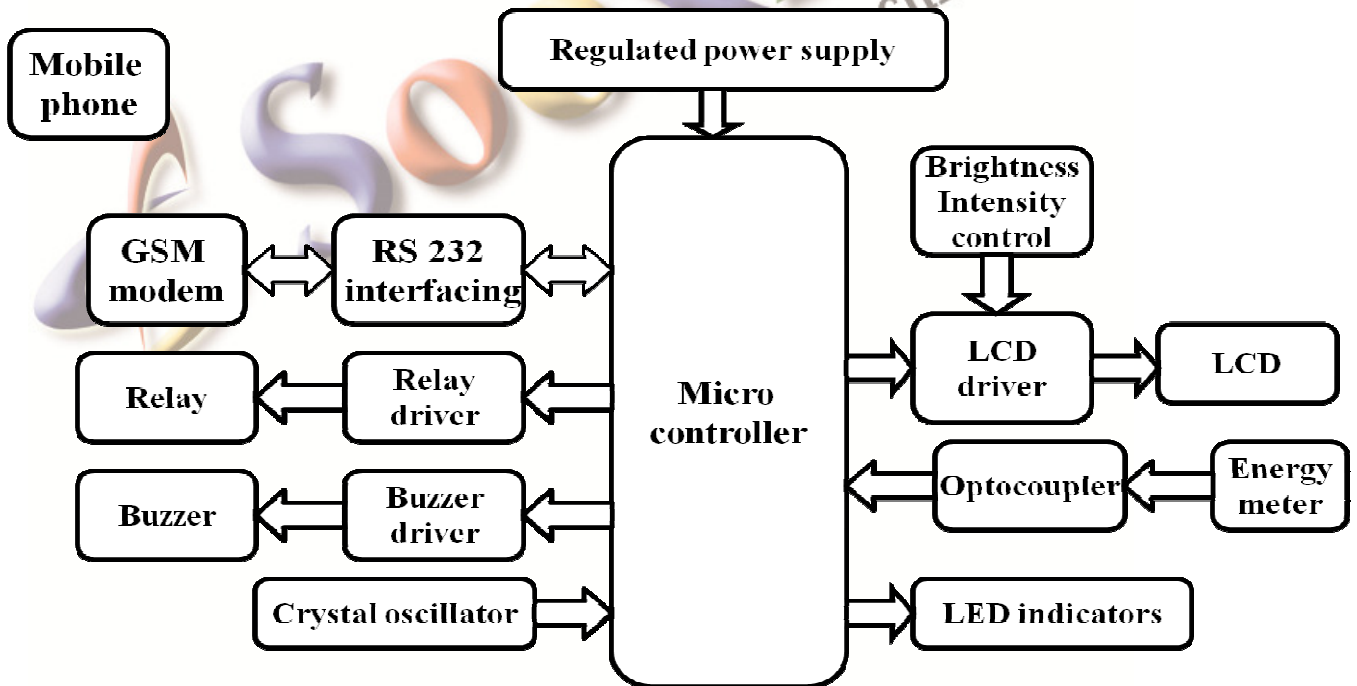 Mobile
phone
Regulated power supply
Brightness
Intensity
control
GSM
modem
RS 232
interfacing
Micro
controller
LCD
driver
LCD
Relay
Relay
driver
Optocoupler
Energy
meter
Buzzer
Buzzer
driver
Crystal oscillator
LED indicators